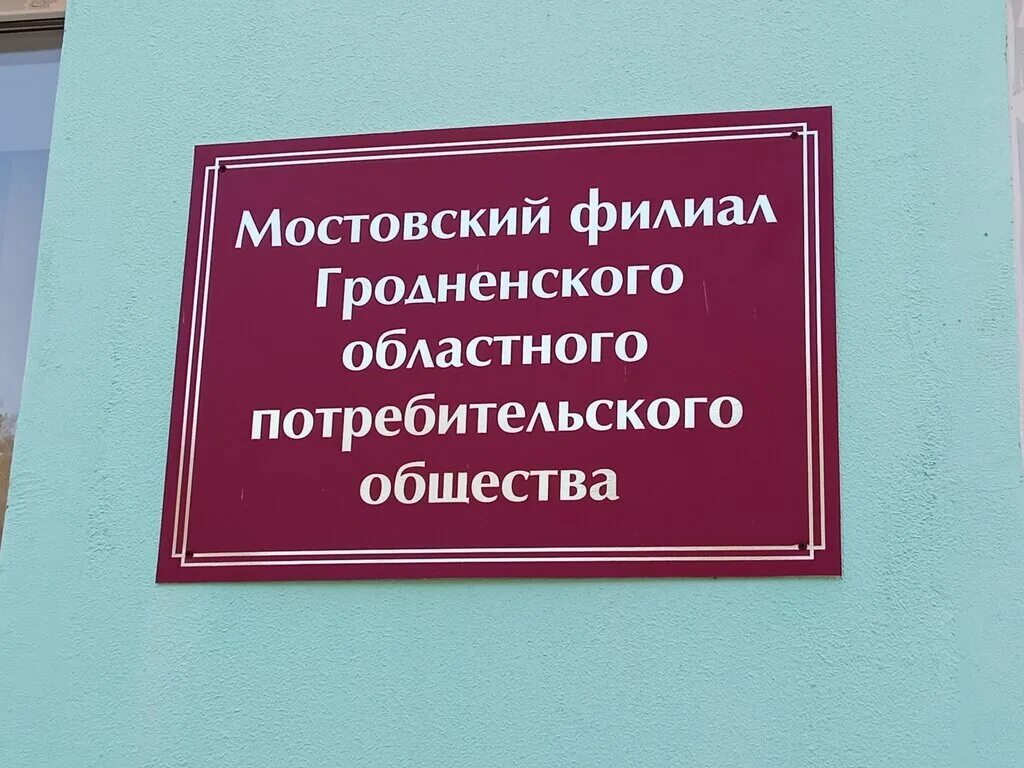 Мостовский филиал
Гродненского
областного
потребительского
общества